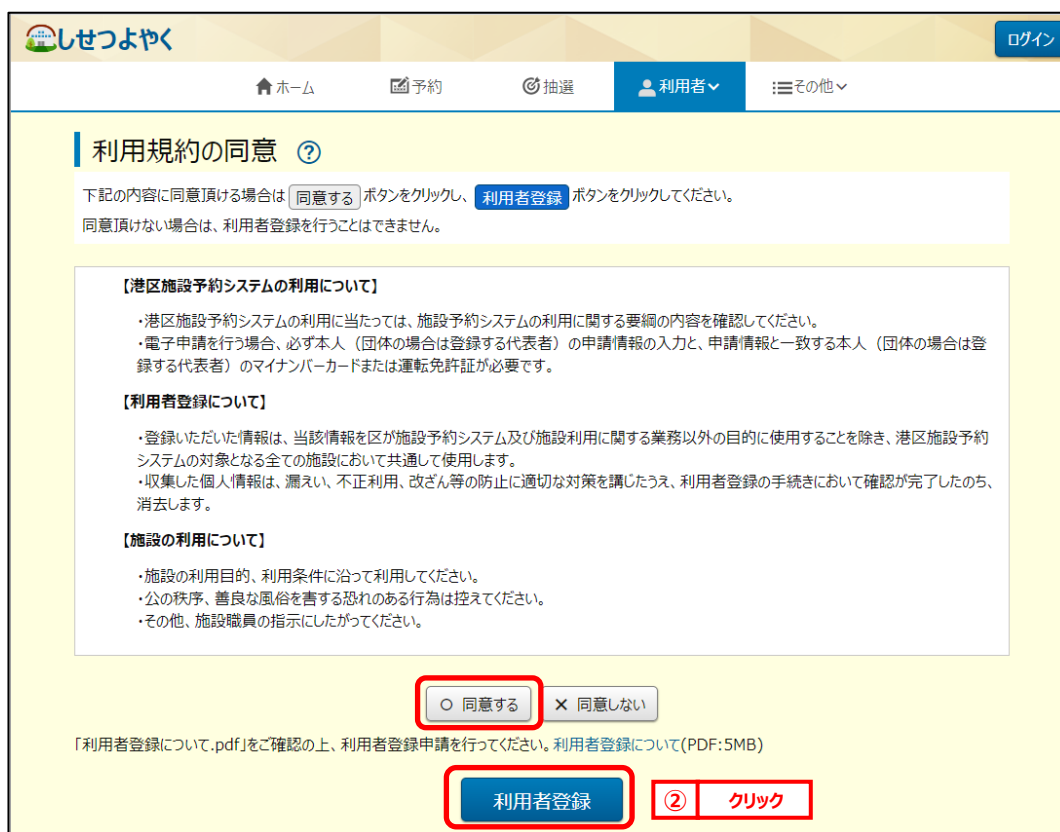 しせつよやく
ログイン
ホーム 予約 抽選 利用者 その他
利用規約の同意 ?
下記の内容に同意頂ける場合は 同意する ボタンをクリックし、 利用者登録 ボタンをクリックしてください。
同意頂けない場合は、利用者登録を行うことはできません。
【港区施設予約システムの利用について】
・港区施設予約システムの利用に当たっては、施設予約システムの利用に関する要綱の内容を確認してください。
・電子申請を行う場合、必ず本人（団体の場合は登録する代表者）の申請情報の入力と、申請情報と一致する本人（団体の場合は登
録する代表者）のマイナンバーカードまたは運転免許証が必要です。
【利用者登録について】
・登録いただいた情報は、当該情報を区が施設予約システム及び施設利用に関する業務以外の目的に使用することを除き、港区施設予約
システムの対象となる全ての施設において共通して使用します。
・収集した個人情報は、漏えい、不正利用、改ざん等の防止に適切な対策を講じたうえ、利用者登録の手続きにおいて確認が完了したのち、
消去します。
【施設の利用について】
・施設の利用目的、利用条件に沿って利用してください。
・公の秩序、善良な風俗を害する恐れのある行為は控えてください。
・その他、施設職員の指示にしたがってください。
○ 同意する × 同意しない
「利用者登録について.pdf」をご確認の上、利用者登録申請を行ってください。利用者登録について(PDF:5MB)
利用者登録 ② クリック